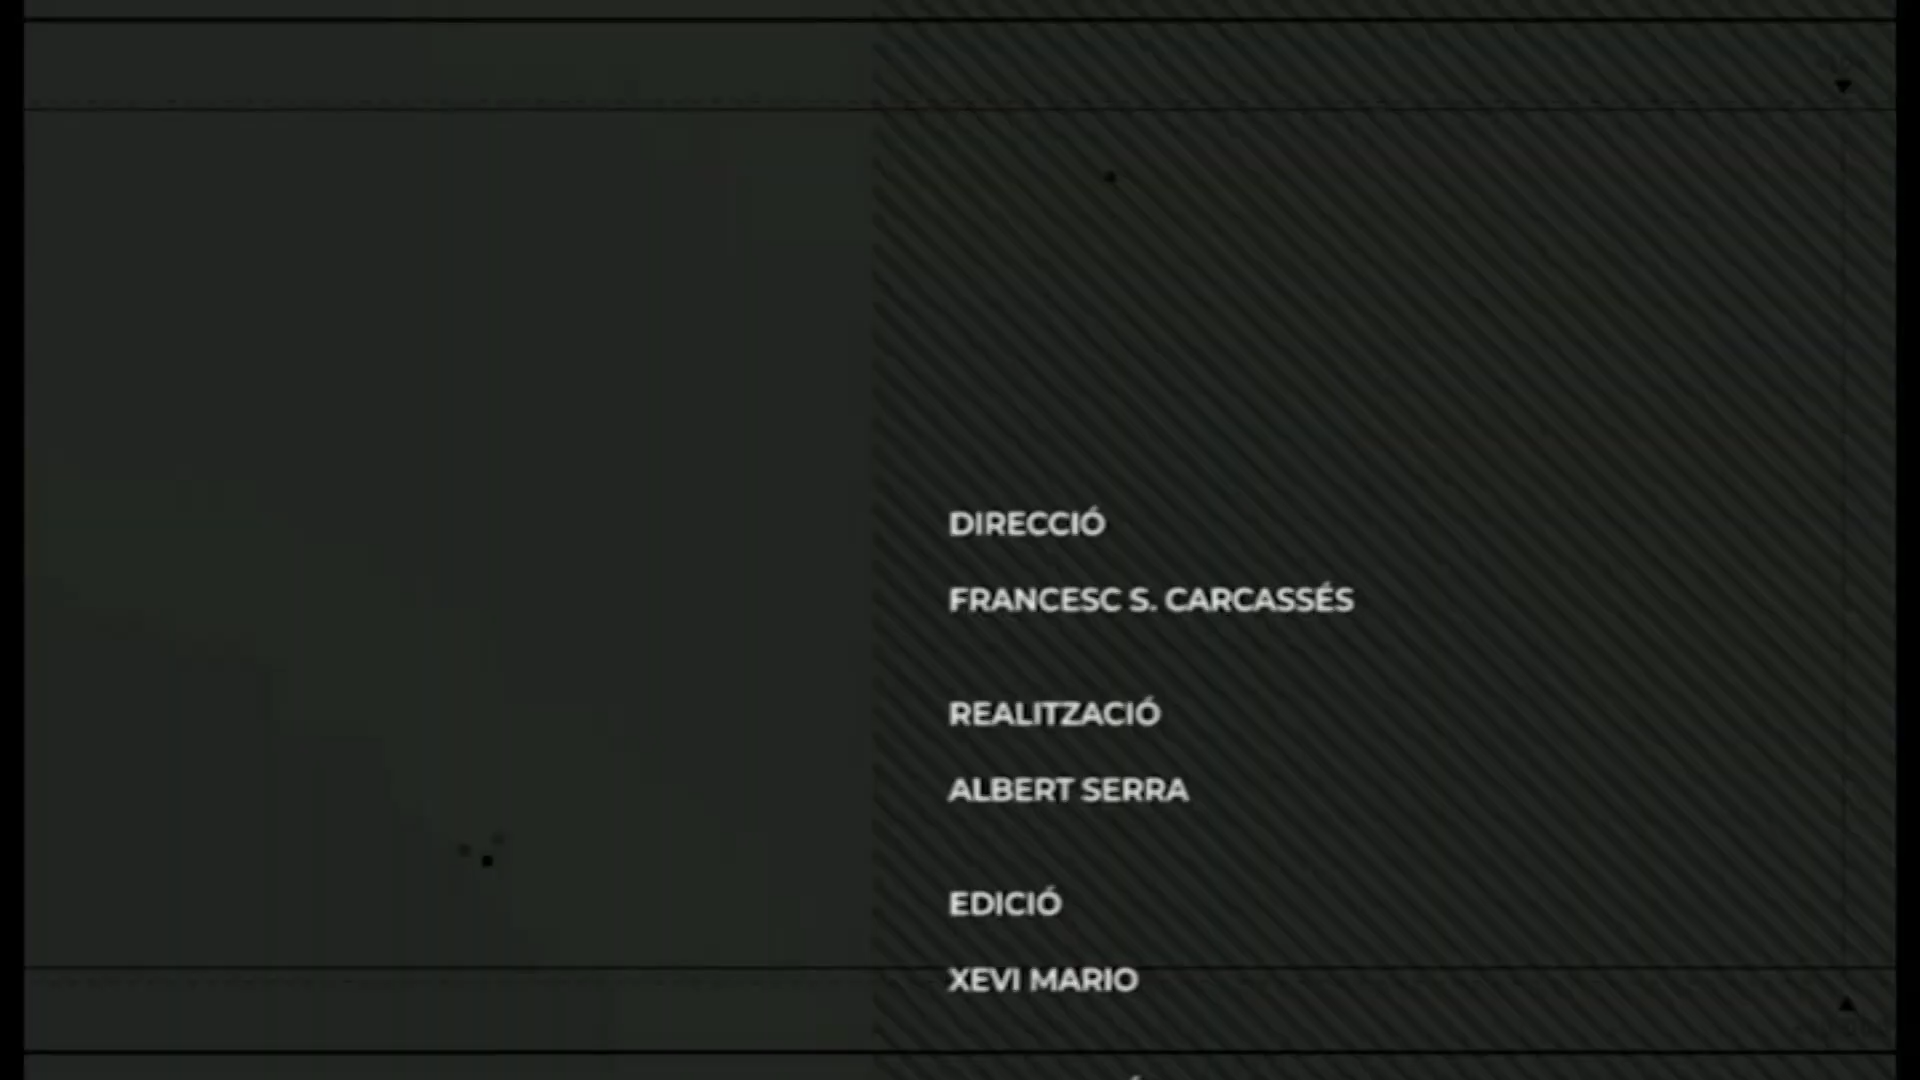 DIRECCIÓ
FRANCESC S. CARCASSÉS
REALITZACIÓ
ALBERT SERRA
EDICIÓ
XEVI MARIO